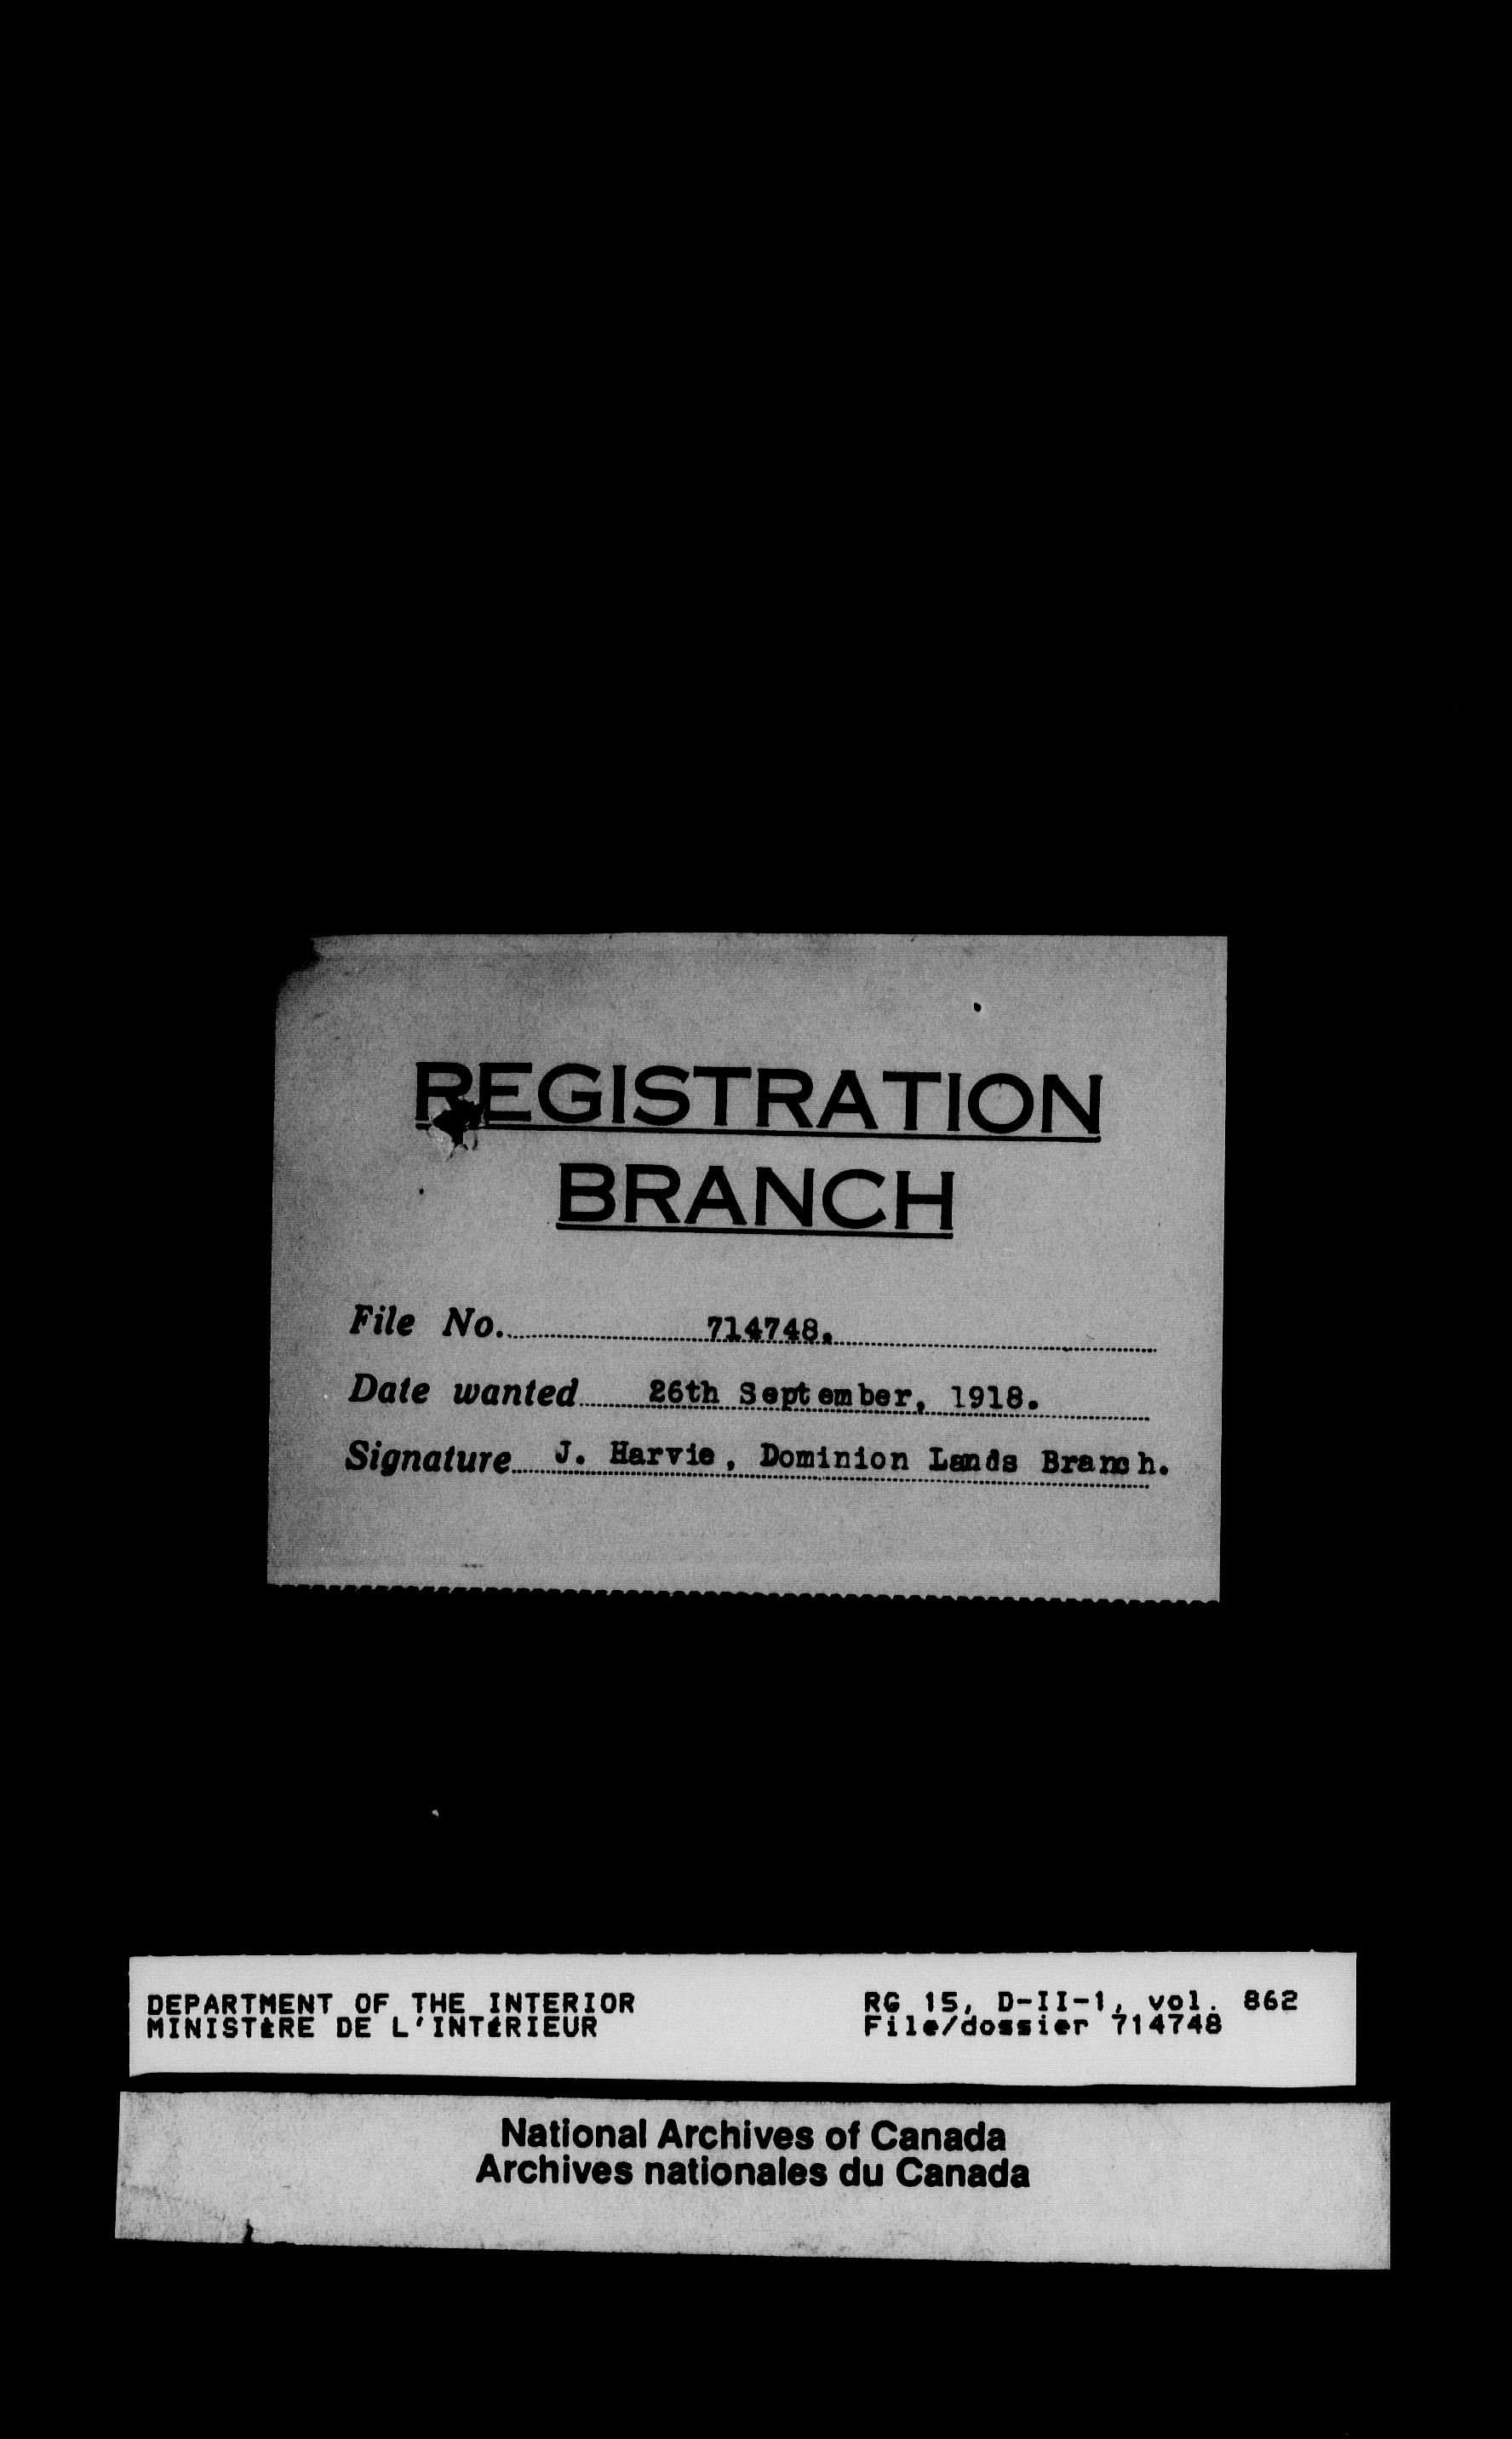 REGISTRATION
BRANCH
File No. 714748.
Date wanted 26th September, 1918.
Signature J. Harvie, Dominion Lands Branch.
DEPARTMENT OF THE INTERIOR RG 15, D-II-1, vol. 862
MINISTÈRE DE L'INTÉRIEUR File/dossier 714748
National Archives of Canada
Archives nationales du Canada